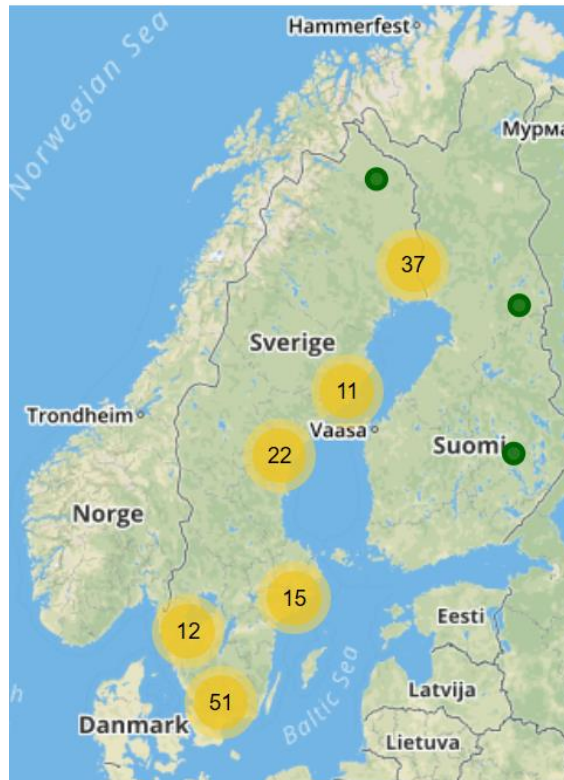 Hammerfest
Norwegian Sea
Мурма
37
Sverige
11
Trondheim
Vaasa
Suomi
22
Norge
15
12
Eesti
51
Baltic Sea
Latvija
Danmark
Lietuva